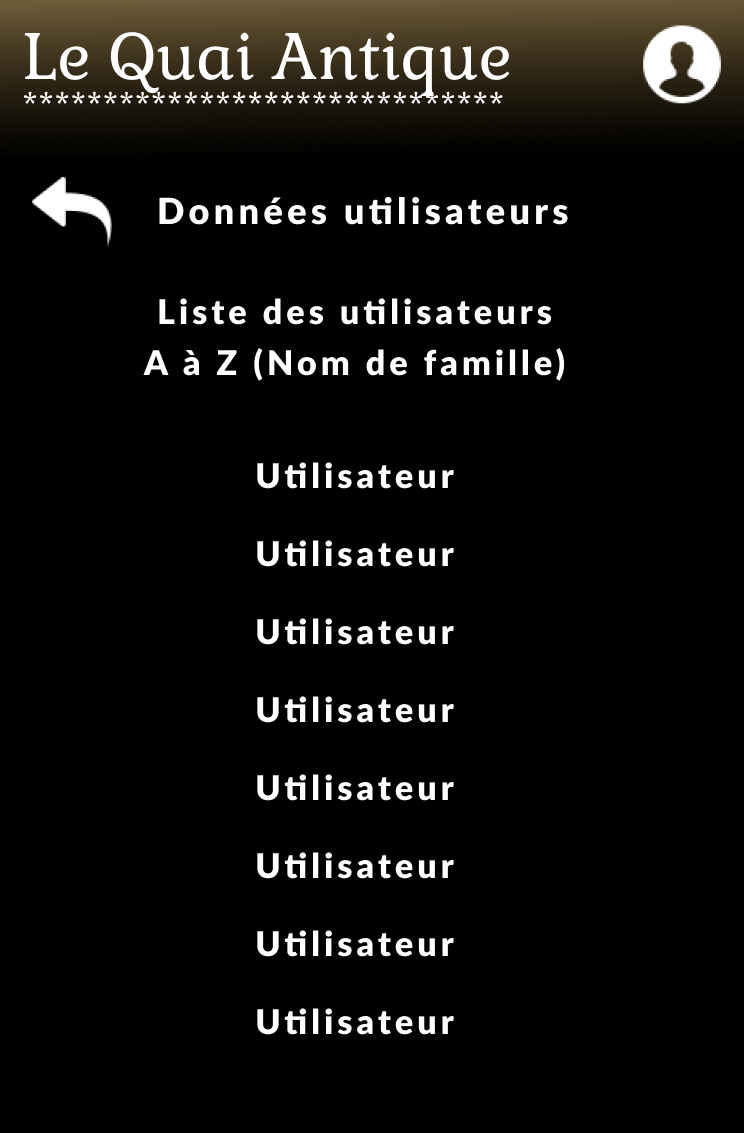 Le Quai Antique
******************************
Données utilisateurs
Liste des utilisateurs
A à Z (Nom de famille)
Utilisateur
Utilisateur
Utilisateur
Utilisateur
Utilisateur
Utilisateur
Utilisateur
Utilisateur